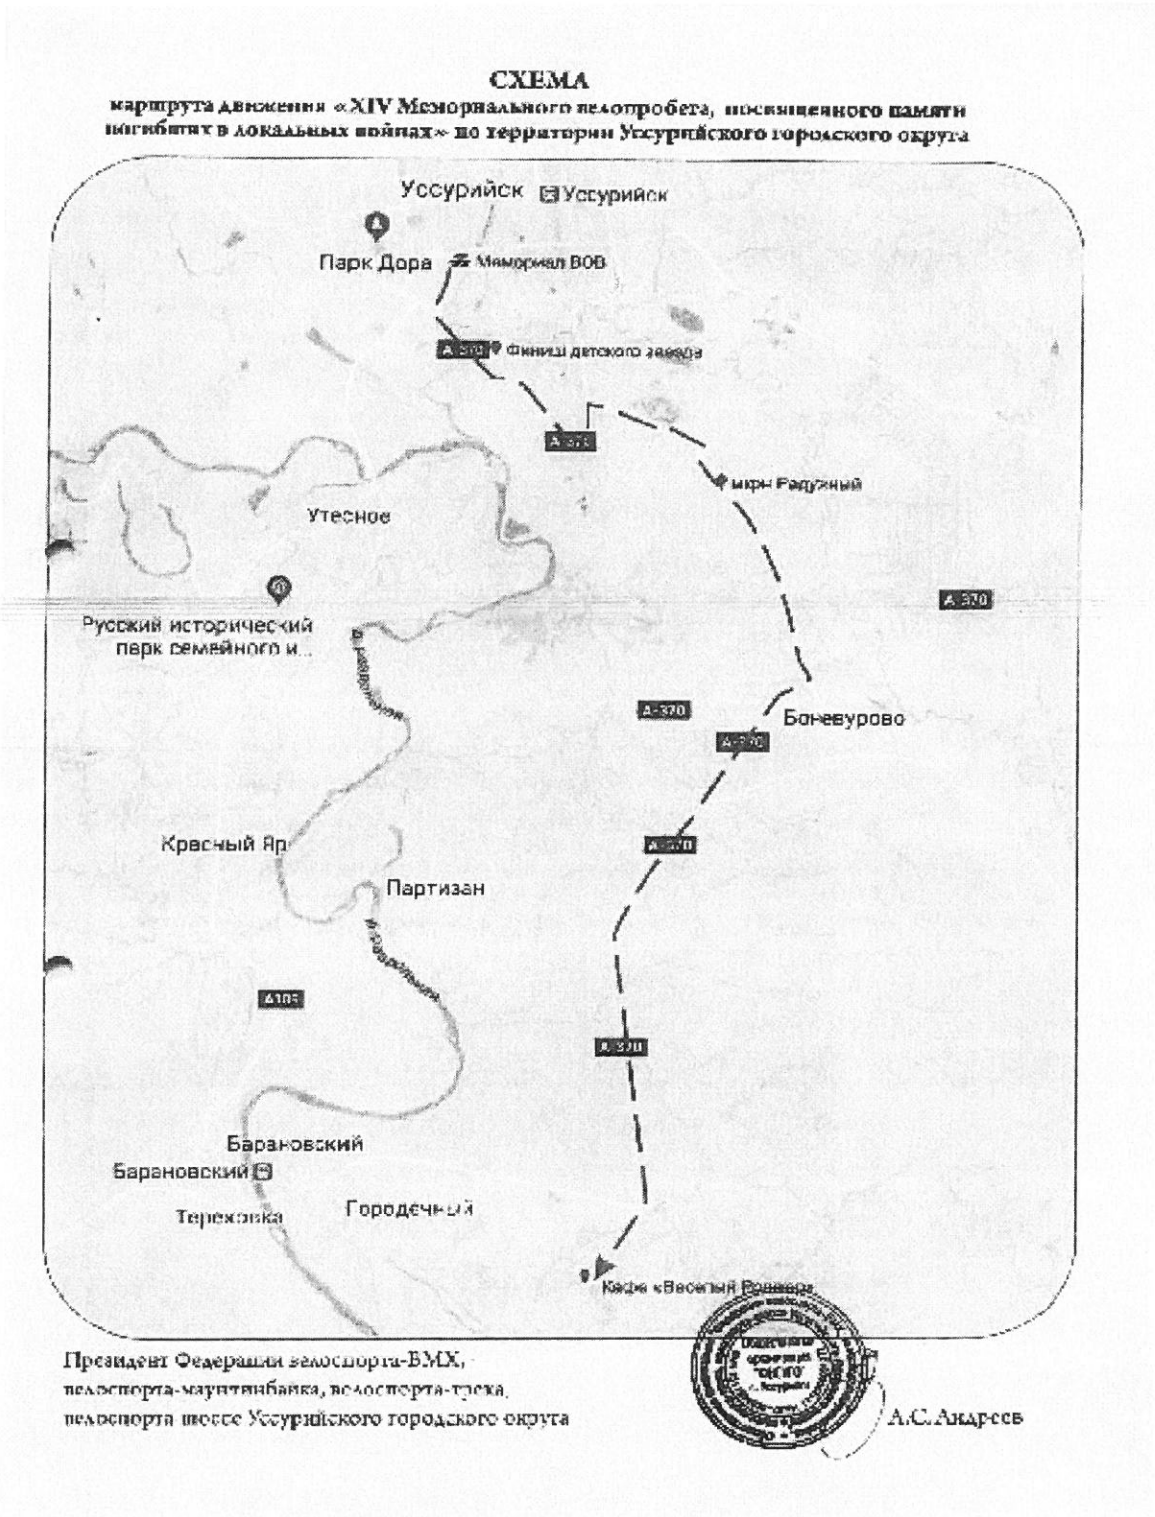 СХЕМА
маршрута движения «XIV Мемориального велопробега, посвященного памяти
погибших в локальных войнах» по территории Уссурийского городского округа
Уссурийск Уссурийск
Парк Дора Мемориал ВОВ
А-370 Финиш детского заезда
А-370
мкрн Радужный
Утесное
А-370
Русский исторический
парк семейного и...
А-370
Боневурово
А-370
Красный Яр
А-370
Партизан
А-370
Барановский
Барановский
Тереховка
Городечный
Кафе «Веселый
Президент Федерации велоспорта-ВМХ,
велоспорта-маунтинбайка, велоспорта-трека,
велоспорта-шоссе Уссурийского городского округа
А.С. Андреев